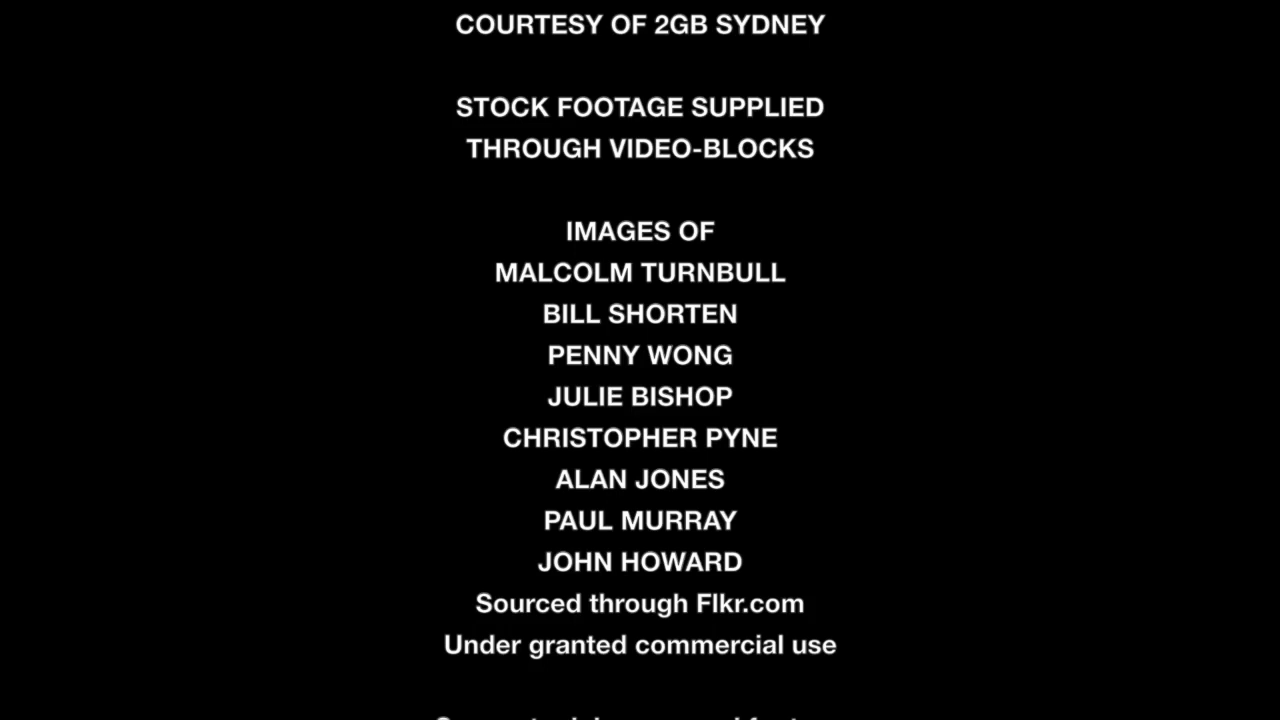 COURTESY OF 2GB SYDNEY
STOCK FOOTAGE SUPPLIED
THROUGH VIDEO-BLOCKS
IMAGES OF
MALCOLM TURNBULL
BILL SHORTEN
PENNY WONG
JULIE BISHOP
CHRISTOPHER PYNE
ALAN JONES
PAUL MURRAY
JOHN HOWARD
Sourced through Flkr.com
Under granted commercial use